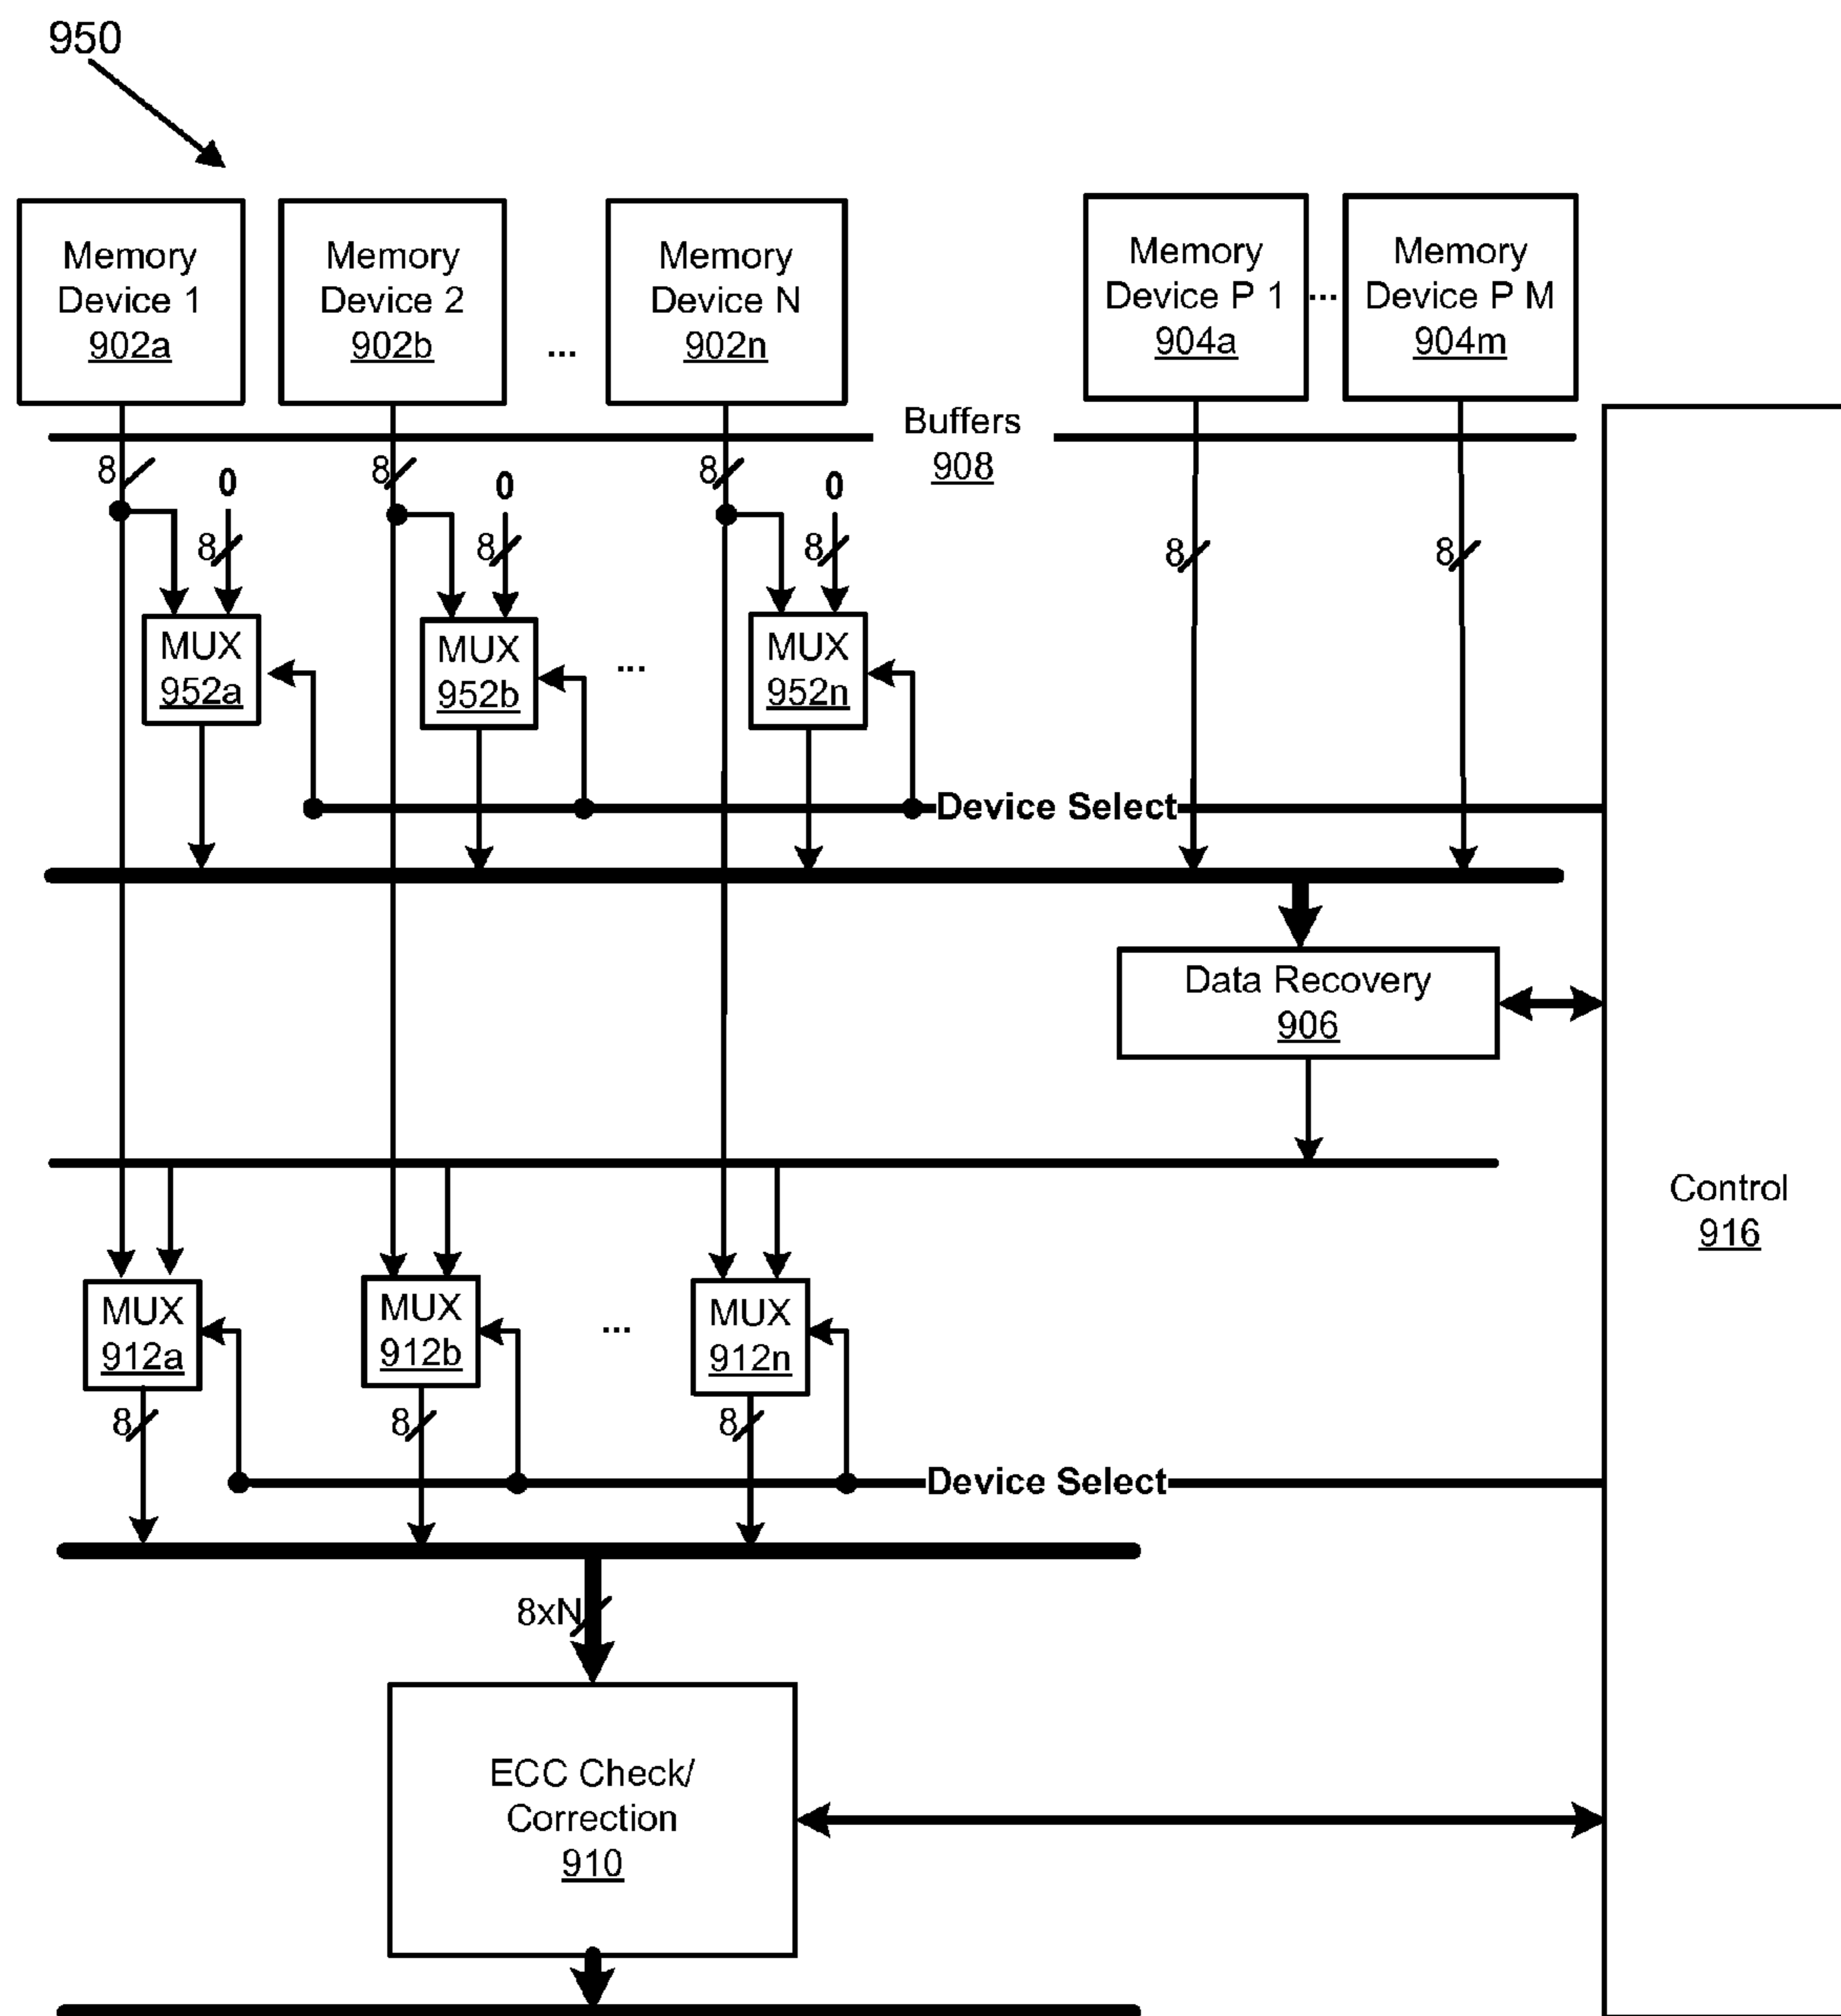 950
Memory
Device 1
902a
Memory
Device 2
902b
...
Memory
Device N
902n
Memory
Device P 1
904a
...
Memory
Device P M
904m
Buffers
908
8
0
8
0
8
0
8
8
8
8
8
MUX
952a
MUX
952b
...
MUX
952n
Device Select
Data Recovery
906
Control
916
MUX
912a
MUX
912b
...
MUX
912n
8
8
8
Device Select
8xN
ECC Check/
Correction
910